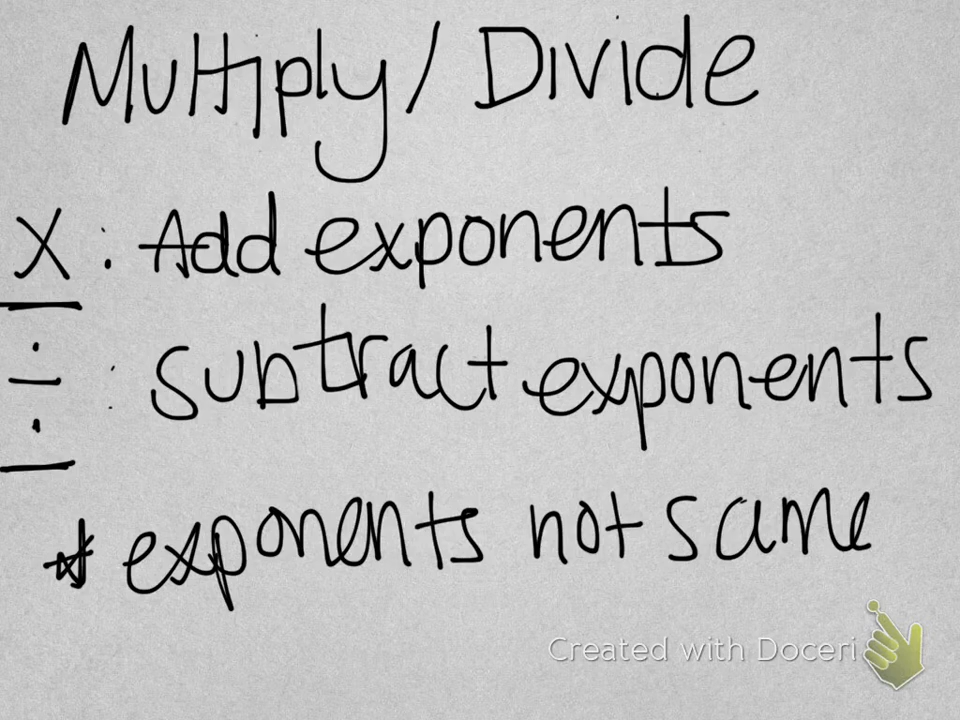 Multiply/Divide
X: Add exponents
÷: subtract exponents
* exponents not same
Created with Doceri